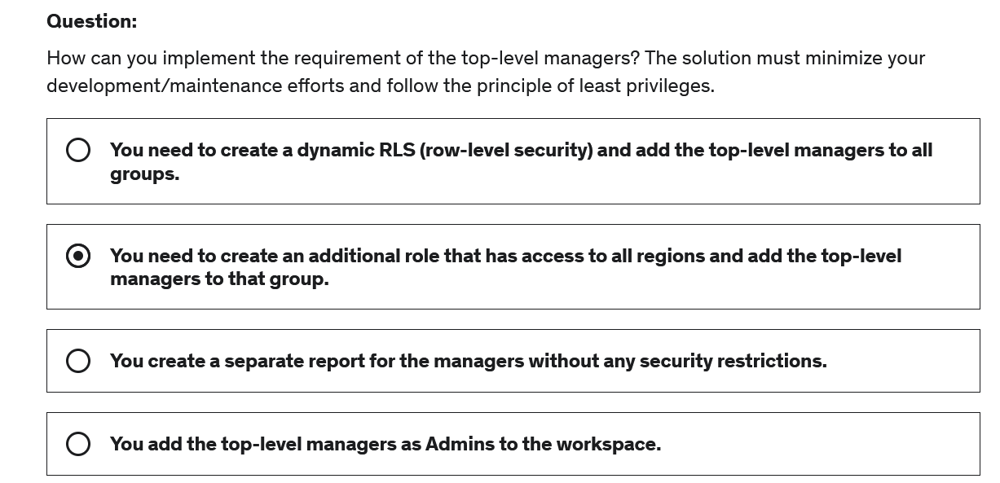 Question:
How can you implement the requirement of the top-level managers? The solution must minimize your
development/maintenance efforts and follow the principle of least privileges.
You need to create a dynamic RLS (row-level security) and add the top-level managers to all
groups.
You need to create an additional role that has access to all regions and add the top-level
managers to that group.
You create a separate report for the managers without any security restrictions.
You add the top-level managers as Admins to the workspace.